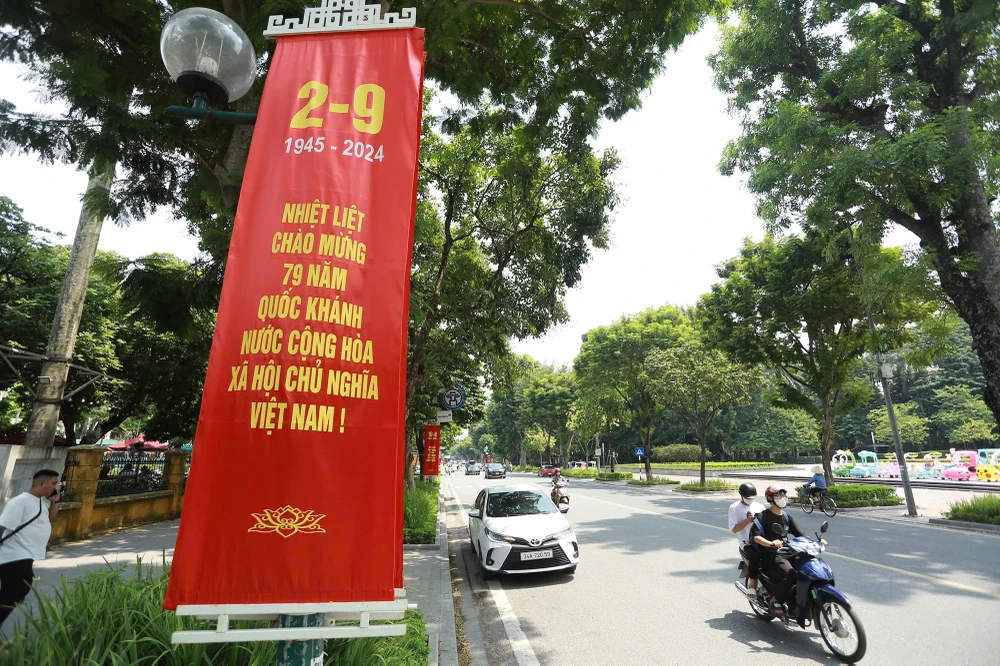 2-9
1945 - 2024
NHIỆT LIỆT
CHÀO MỪNG
79 NĂM
QUỐC KHÁNH
NƯỚC CỘNG HÒA
XÃ HỘI CHỦ NGHĨA
VIỆT NAM !